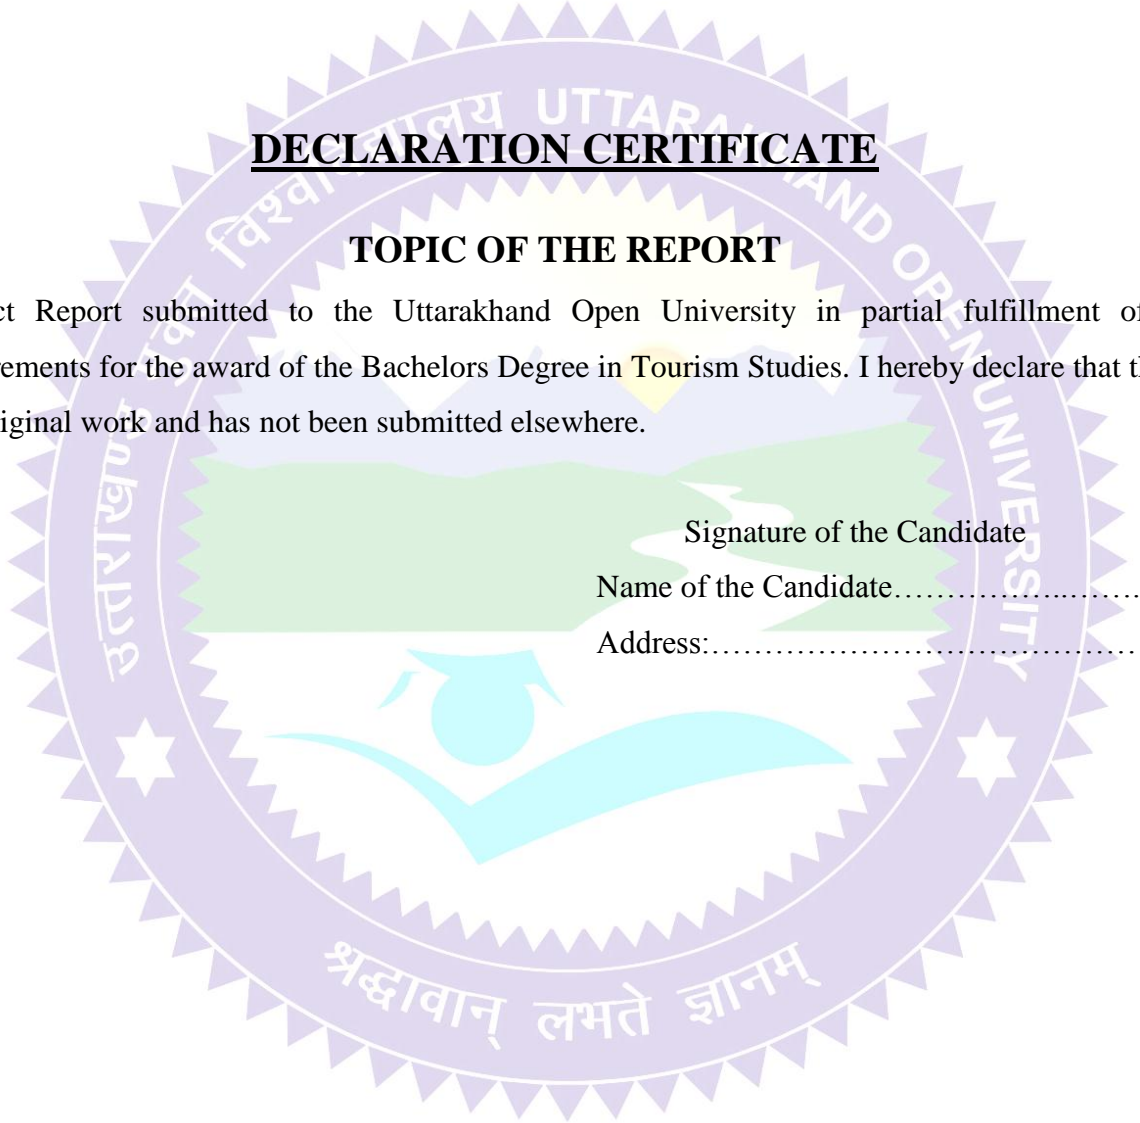 DECLARATION CERTIFICATE
TOPIC OF THE REPORT
ct Report submitted to the Uttarakhand Open University in partial fulfillment of
rements for the award of the Bachelors Degree in Tourism Studies. I hereby declare that th
riginal work and has not been submitted elsewhere.
Signature of the Candidate
Name of the Candidate……………..…….
Address:…………………………………
उत्तराखण्ड मुक्त विश्वविद्यालय UTTARAKHAND OPEN UNIVERSITY
श्रद्धावान् लभते ज्ञानम्